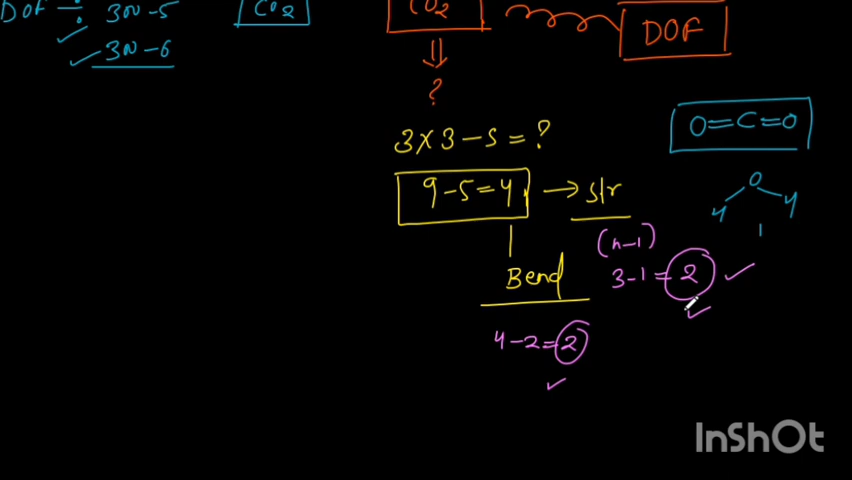 DOF ÷ 3N-5
3N-6
CO2
CO2
DOF
⇓
?
3×3-5=?
9-5=4 → s/r
O=C=O
O
H H
(n-1)
Bend
3-1=2
4-2=2
InShOt